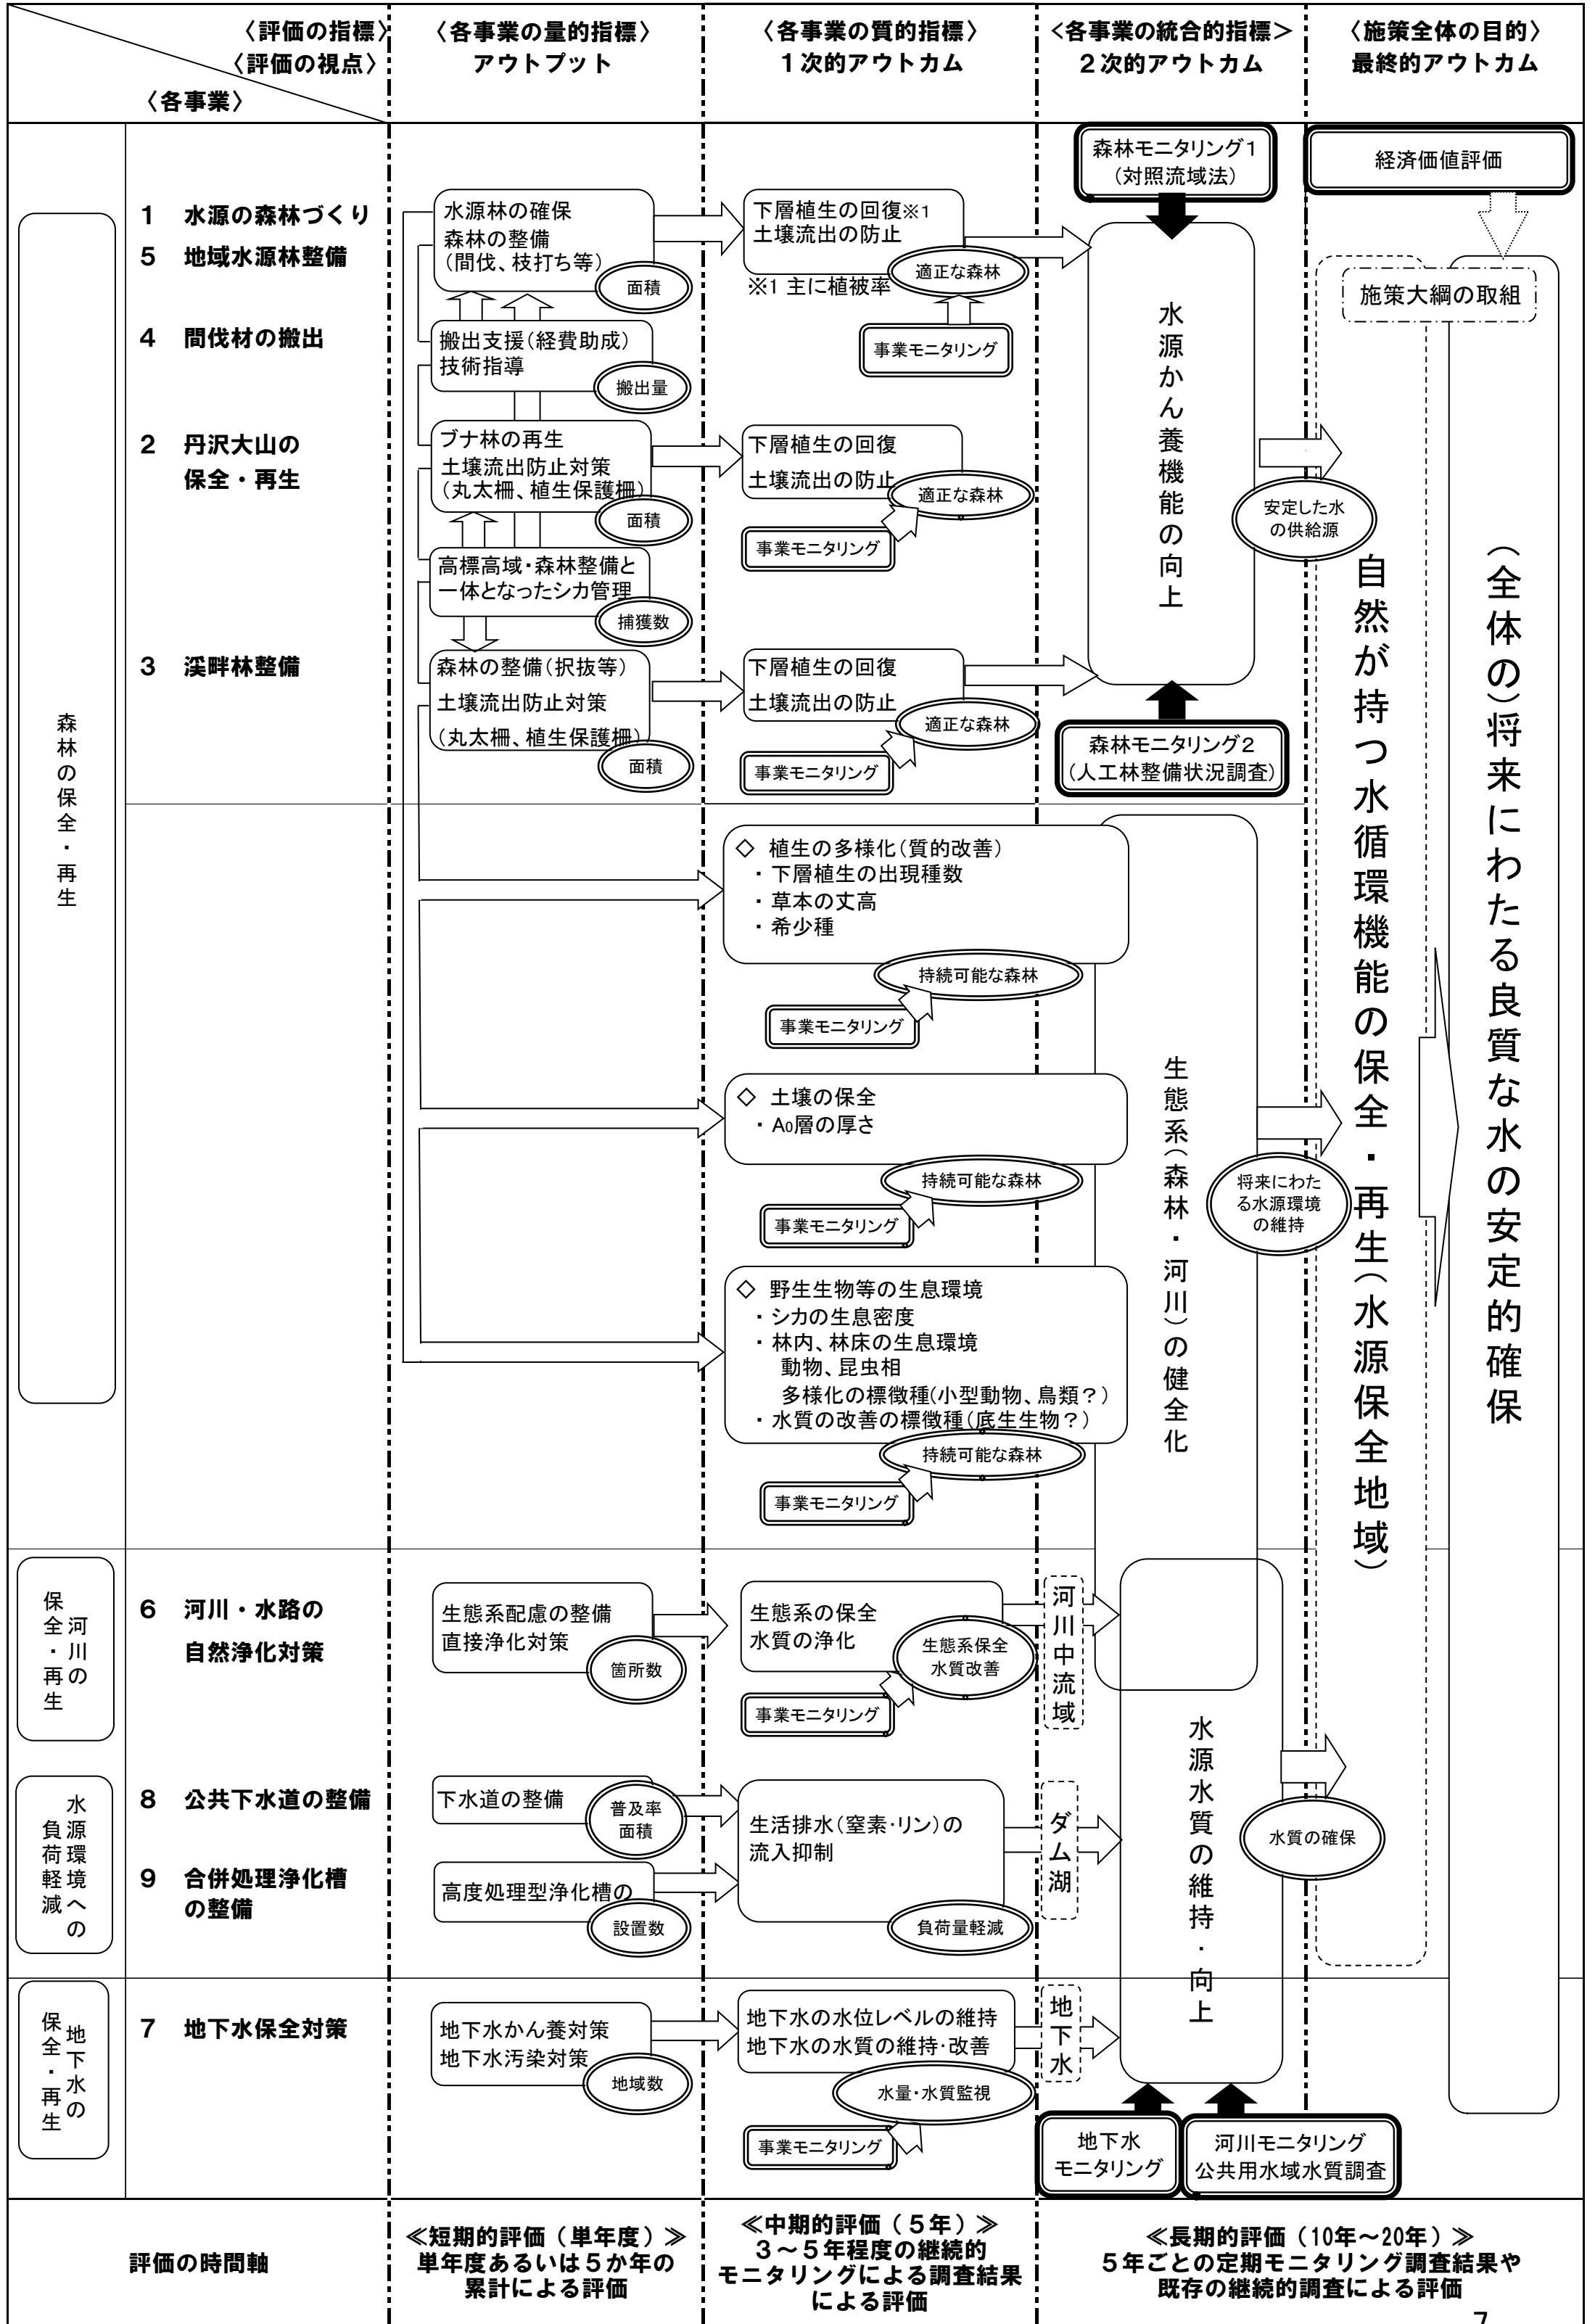 〈評価の指標〉
〈評価の視点〉
〈各事業〉
〈各事業の量的指標〉
アウトプット
〈各事業の質的指標〉
１次的アウトカム
<各事業の統合的指標＞
２次的アウトカム
〈施策全体の目的〉
最終的アウトカム
森林の保全・再生
1 水源の森林づくり
5 地域水源林整備
4 間伐材の搬出
2 丹沢大山の
保全・再生
3 渓畔林整備
水源林の確保
森林の整備
（間伐、枝打ち等）
面積
搬出支援（経費助成）
技術指導
搬出量
ブナ林の再生
土壌流出防止対策
（丸太柵、植生保護柵）
面積
高標高域・森林整備と
一体となったシカ管理
捕獲数
森林の整備（択抜等）
土壌流出防止対策
（丸太柵、植生保護柵）
面積
下層植生の回復※1
土壌流出の防止
適正な森林
※1 主に植被率
事業モニタリング
下層植生の回復
土壌流出の防止
適正な森林
事業モニタリング
下層植生の回復
土壌流出の防止
適正な森林
事業モニタリング
◇ 植生の多様化（質的改善）
・下層植生の出現種数
・草本の丈高
・希少種
持続可能な森林
事業モニタリング
◇ 土壌の保全
・A0層の厚さ
持続可能な森林
事業モニタリング
◇ 野生生物等の生息環境
・シカの生息密度
・林内、林床の生息環境
動物、昆虫相
多様化の標徴種(小型動物、鳥類？)
・水質の改善の標徴種(底生生物？)
持続可能な森林
事業モニタリング
森林モニタリング１
（対照流域法）
水源かん養機能の向上
森林モニタリング２
（人工林整備状況調査）
生態系（森林・河川）の健全化
安定した水
の供給源
将来にわた
る水源環境
の維持
経済価値評価
施策大綱の取組
自然が持つ水循環機能の保全・再生（水源保全地域）
（全体の）将来にわたる良質な水の安定的確保
河川の
保全・再生
6 河川・水路の
自然浄化対策
生態系配慮の整備
直接浄化対策
箇所数
生態系の保全
水質の浄化
生態系保全
水質改善
事業モニタリング
河川中流域
水源環境への
負荷軽減
8 公共下水道の整備
9 合併処理浄化槽
の整備
下水道の整備
普及率
面積
高度処理型浄化槽の
設置数
生活排水（窒素・リン）の
流入抑制
負荷量軽減
ダム湖
水源水質の維持・向上
水質の確保
地下水の
保全・再生
7 地下水保全対策
地下水かん養対策
地下水汚染対策
地域数
地下水の水位レベルの維持
地下水の水質の維持・改善
水量・水質監視
事業モニタリング
地下水
地下水
モニタリング
河川モニタリング
公共用水域水質調査
評価の時間軸
≪短期的評価（単年度）≫
単年度あるいは５か年の
累計による評価
≪中期的評価（５年）≫
３～５年程度の継続的
モニタリングによる調査結果
による評価
≪長期的評価（10年～20年）≫
５年ごとの定期モニタリング調査結果や
既存の継続的調査による評価
7